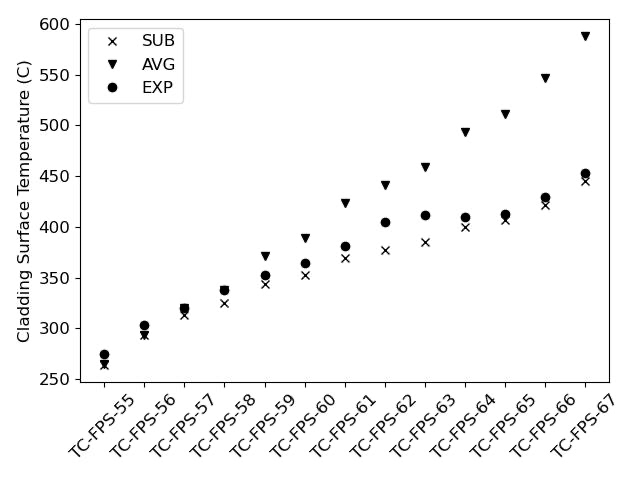 600
550
500
450
400
350
300
250
Cladding Surface Temperature (C)
SUB
AVG
EXP
TC-FPS-55
TC-FPS-56
TC-FPS-57
TC-FPS-58
TC-FPS-59
TC-FPS-60
TC-FPS-61
TC-FPS-62
TC-FPS-63
TC-FPS-64
TC-FPS-65
TC-FPS-66
TC-FPS-67